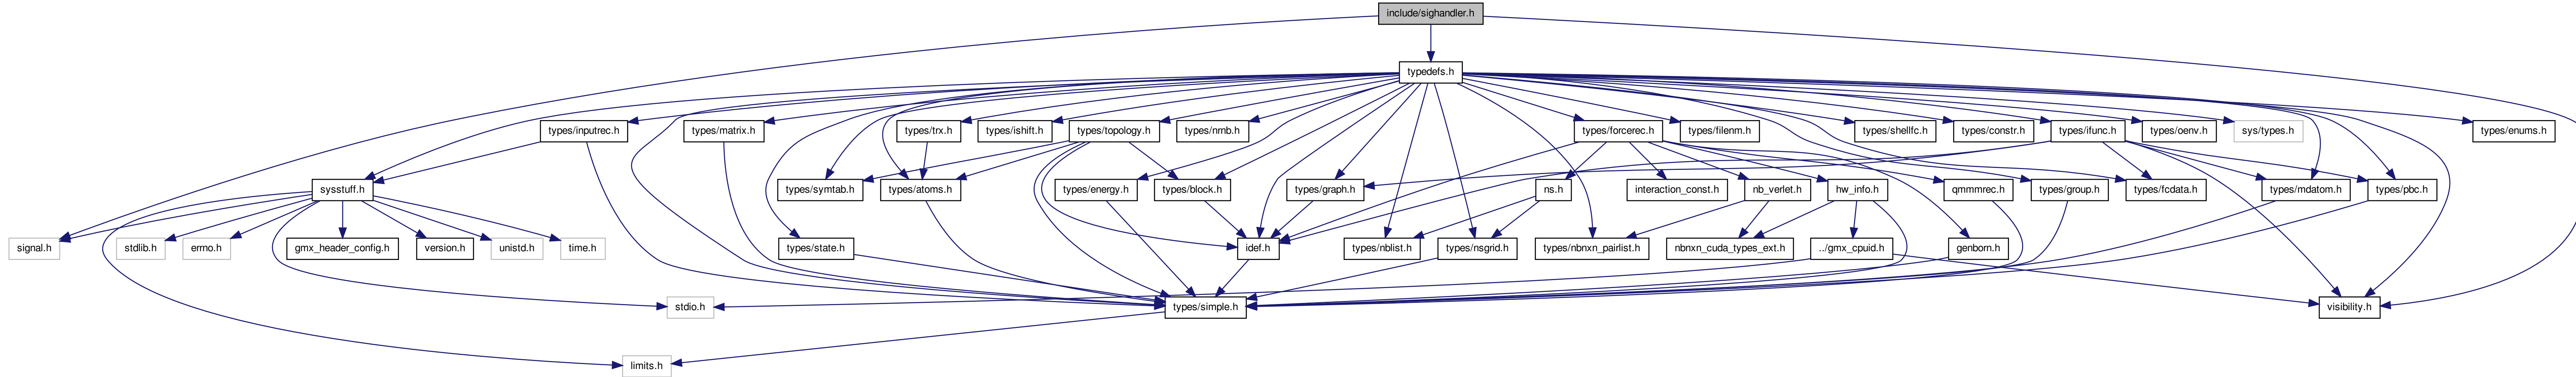 include/sighandler.h
typedefs.h
types/inputrec.h
types/matrix.h
types/trx.h
types/ishift.h
types/topology.h
types/nrnb.h
types/forcerec.h
types/filenm.h
types/shellfc.h
types/constr.h
types/ifunc.h
types/oenv.h
sys/types.h
types/enums.h
sysstuff.h
types/symtab.h
types/atoms.h
types/energy.h
types/block.h
types/graph.h
ns.h
interaction_const.h
nb_verlet.h
hw_info.h
qmmmrec.h
types/group.h
types/fcdata.h
types/mdatom.h
types/pbc.h
signal.h
stdlib.h
errno.h
gmx_header_config.h
version.h
unistd.h
time.h
types/state.h
idef.h
types/nblist.h
types/nsgrid.h
types/nbnxn_pairlist.h
nbnxn_cuda_types_ext.h
../gmx_cpuid.h
genborn.h
stdio.h
types/simple.h
visibility.h
limits.h